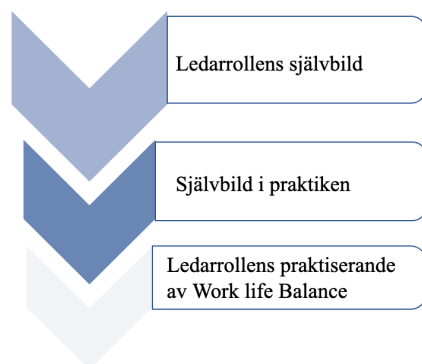 Ledarrollens självbild
Självbild i praktiken
Ledarrollens praktiserande
av Work life Balance